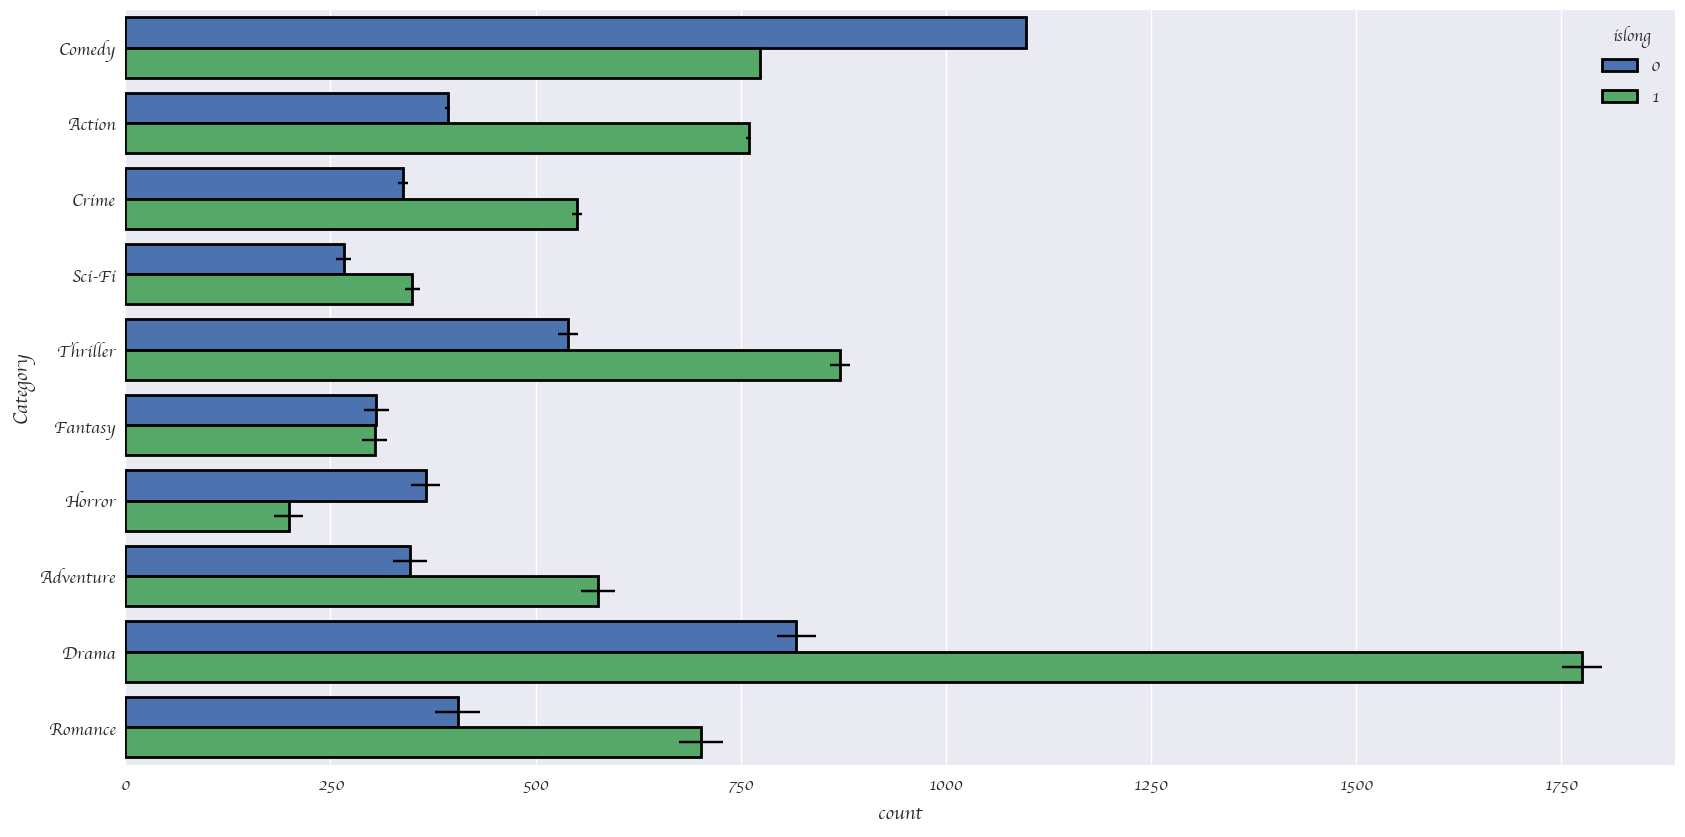 islong
0
1
Comedy
Action
Crime
Sci-Fi
Thriller
Fantasy
Horror
Adventure
Drama
Romance
Category
0 250 500 750 1000 1250 1500 1750
count